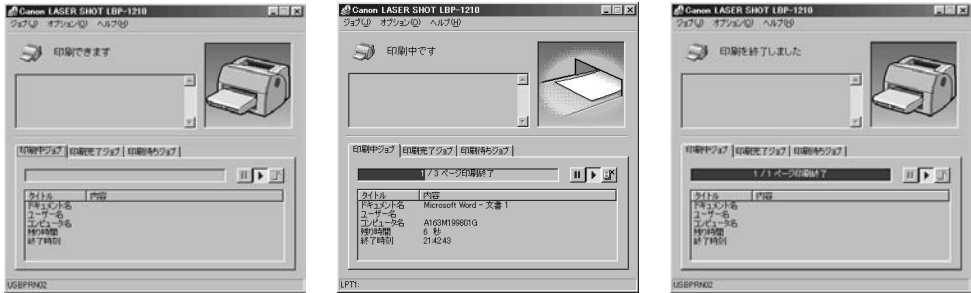 Canon LASER SHOT LBP-1210
ジョブ(J) オプション(O) ヘルプ(H)
印刷できます
印刷中ジョブ 印刷完了ジョブ 印刷待ちジョブ
タイトル 内容
ドキュメント名
ユーザー名
コンピュータ名
残り時間
終了時刻
USBPRN02
Canon LASER SHOT LBP-1210
ジョブ(J) オプション(O) ヘルプ(H)
印刷中です
印刷中ジョブ 印刷完了ジョブ 印刷待ちジョブ
1 / 3 ページ印刷終了
タイトル 内容
ドキュメント名 Microsoft Word - 文書 1
ユーザー名
コンピュータ名 A163M199801G
残り時間 6 秒
終了時刻 21:42:43
LPT1:
Canon LASER SHOT LBP-1210
ジョブ(J) オプション(O) ヘルプ(H)
印刷を終了しました
印刷中ジョブ 印刷完了ジョブ 印刷待ちジョブ
1 / 1 ページ印刷終了
タイトル 内容
ドキュメント名
ユーザー名
コンピュータ名
残り時間
終了時刻
USBPRN02